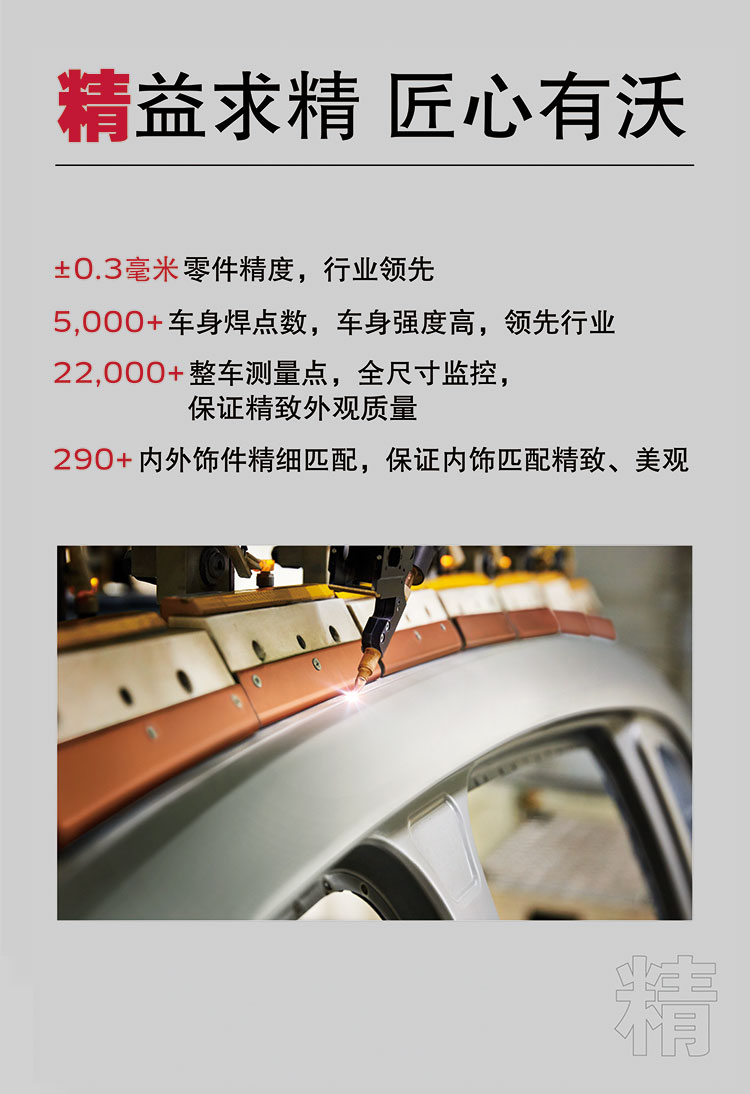 精益求精 匠心有沃
±0.3毫米零件精度，行业领先
5,000+车身焊点数，车身强度高，领先行业
22,000+整车测量点，全尺寸监控，
保证精致外观质量
290+内外饰件精细匹配，保证内饰匹配精致、美观
精